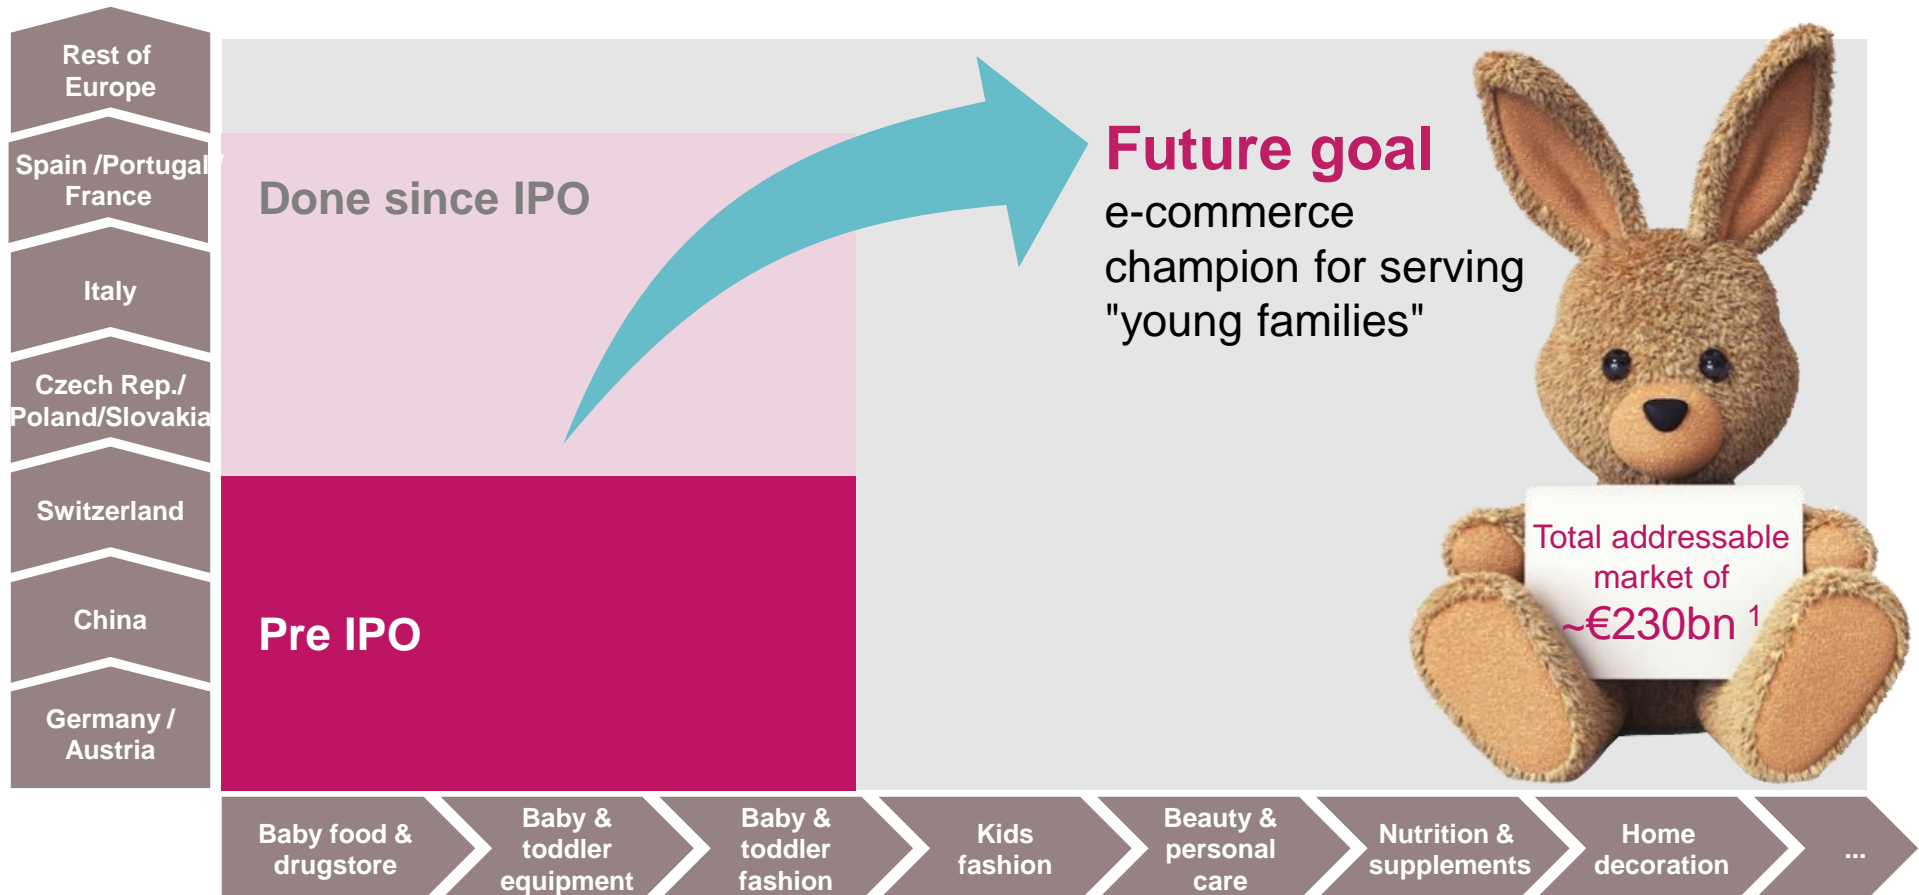 Rest of
Europe
Spain /Portugal /
France
Italy
Czech Rep./
Poland/Slovakia
Switzerland
China
Germany /
Austria
Done since IPO
Pre IPO
Future goal
e-commerce
champion for serving
"young families"
Total addressable
market of
~€230bn 1
Baby food &
drugstore
Baby &
toddler
equipment
Baby &
toddler
fashion
Kids
fashion
Beauty &
personal
care
Nutrition &
supplements
Home
decoration
...